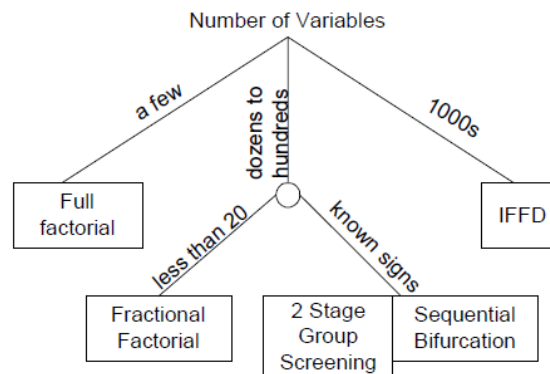 Number of Variables
a few
dozens to
hundreds
1000s
Full
factorial
IFFD
less than 20
known signs
Fractional
Factorial
2 Stage
Group
Screening
Sequential
Bifurcation